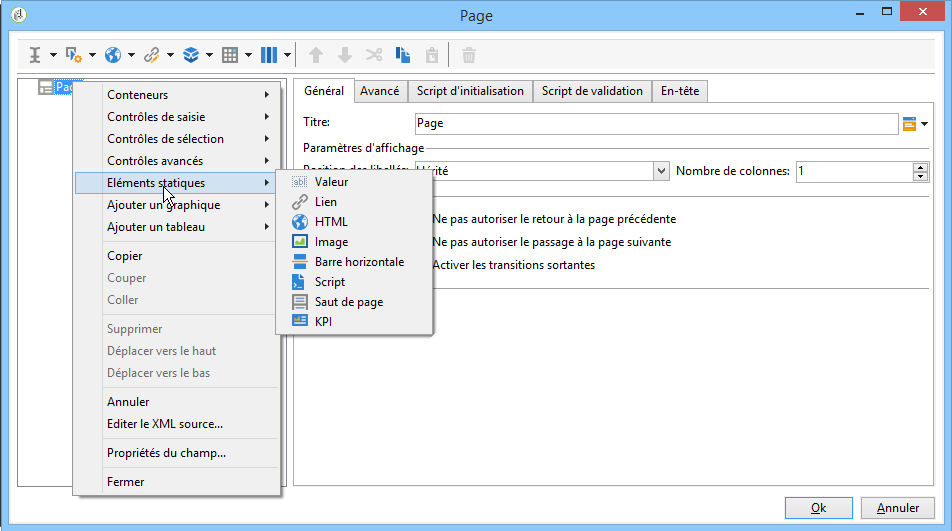 Page
Pag
Conteneurs
Contrôles de saisie
Contrôles de sélection
Contrôles avancés
Eléments statiques
Ajouter un graphique
Ajouter un tableau
Copier
Couper
Coller
Supprimer
Déplacer vers le haut
Déplacer vers le bas
Annuler
Editer le XML source...
Propriétés du champ...
Fermer
abl Valeur
Lien
HTML
Image
Barre horizontale
Script
Saut de page
KPI
Général Avancé Script d'initialisation Script de validation En-tête
Titre: Page
Paramètres d'affichage
Position des libellés: Hérité Nombre de colonnes: 1
Ne pas autoriser le retour à la page précédente
Ne pas autoriser le passage à la page suivante
Activer les transitions sortantes
Ok Annuler